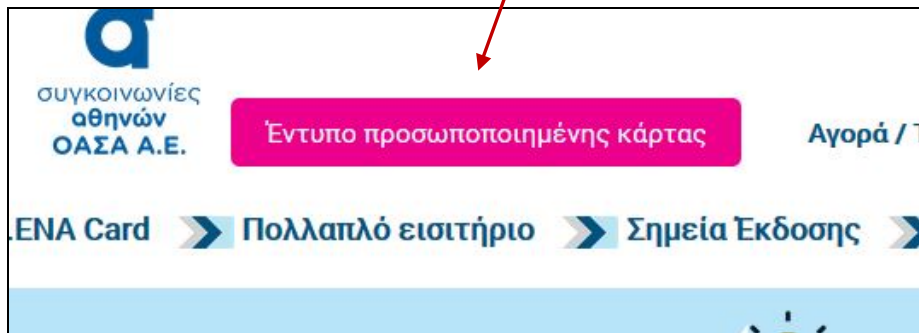 συγκοινωνίες
αθηνών
ΟΑΣΑ Α.Ε.
Έντυπο προσωποποιημένης κάρτας
Αγορά /
.ENA Card
Πολλαπλό εισιτήριο
Σημεία Έκδοσης